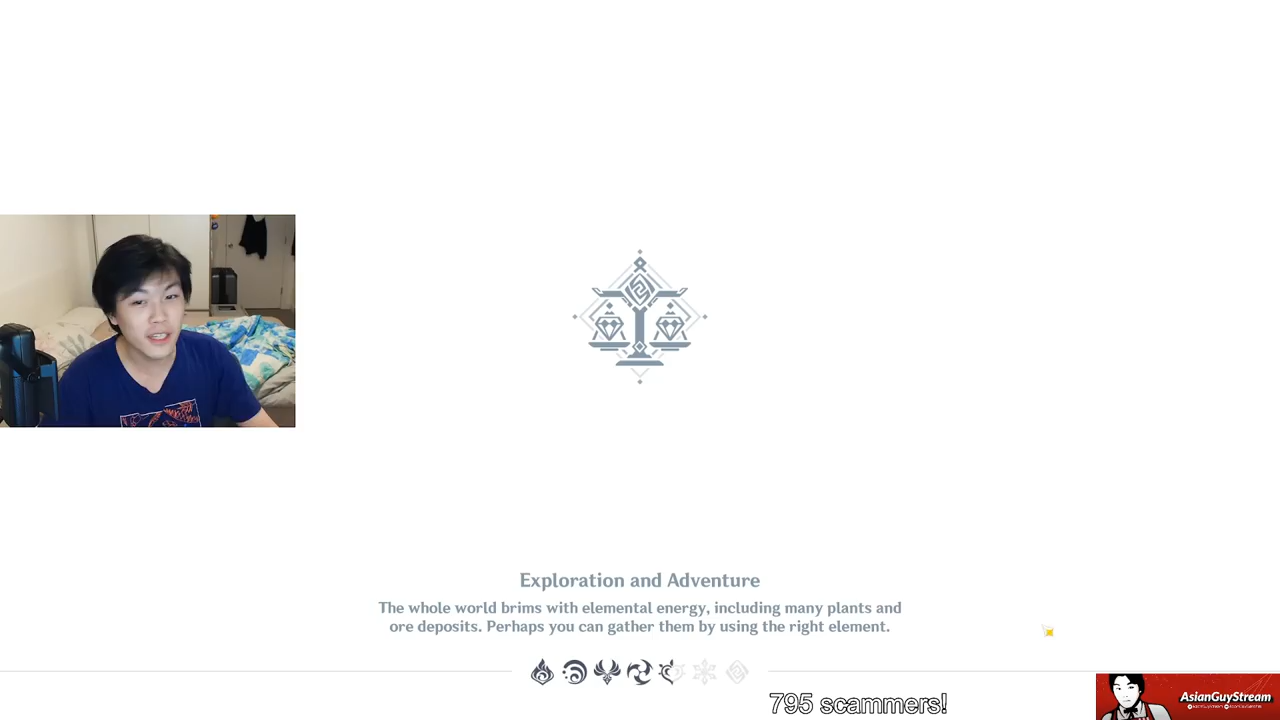 Exploration and Adventure
The whole world brims with elemental energy, including many plants and
ore deposits. Perhaps you can gather them by using the right element.
795 scammers!
AsianGuyStream